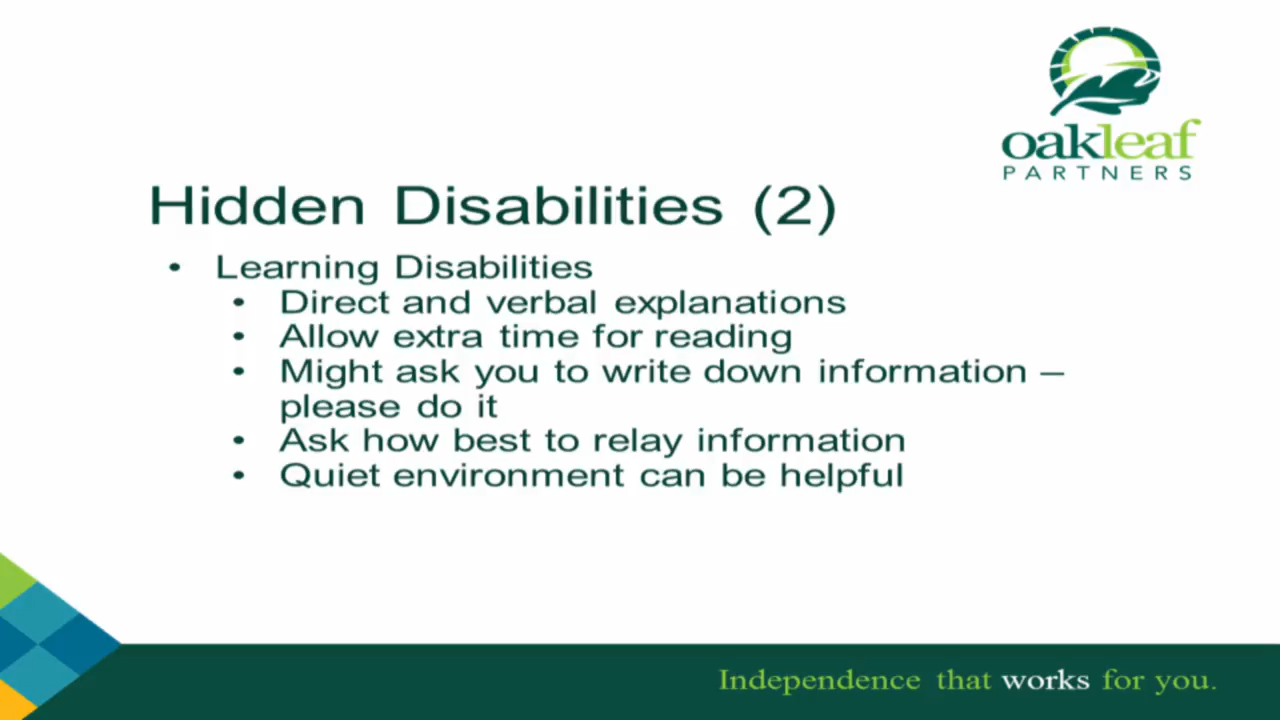 oakleaf
PARTNERS
Hidden Disabilities (2)
• Learning Disabilities
• Direct and verbal explanations
• Allow extra time for reading
• Might ask you to write down information –
please do it
• Ask how best to relay information
• Quiet environment can be helpful
Independence that works for you.